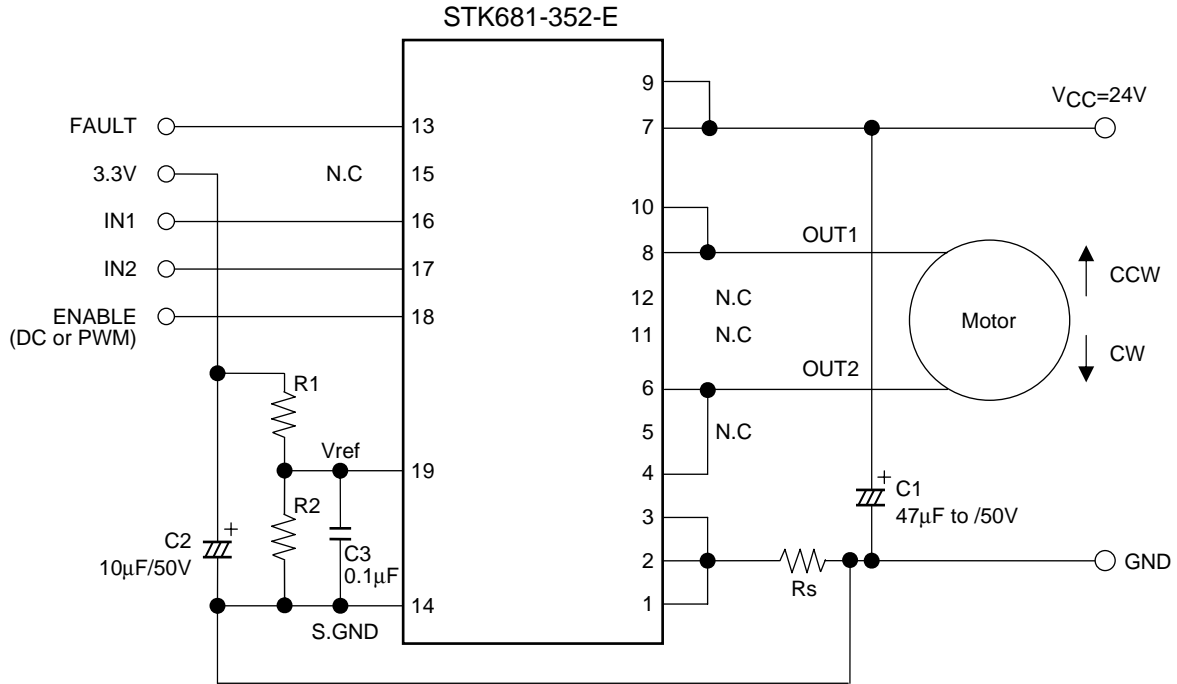 STK681-352-E
FAULT
3.3V
IN1
IN2
ENABLE
(DC or PWM)
N.C
13
15
16
17
18
19
14
R1
Vref
R2
C2
10µF/50V
+
C3
0.1µF
S.GND
9
7
10
8
12
11
6
5
4
3
2
1
VCC=24V
OUT1
N.C
N.C
OUT2
N.C
Motor
CCW
CW
+
C1
47µF to /50V
Rs
GND